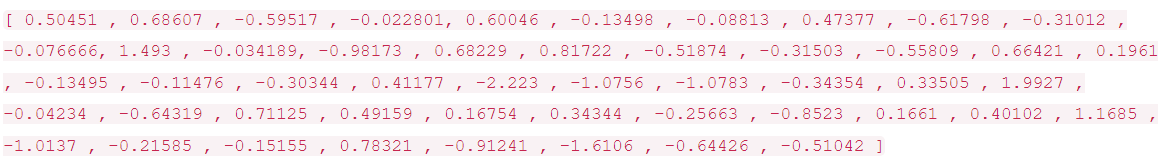 [ 0.50451 , 0.68607 , -0.59517 , -0.022801, 0.60046 , -0.13498 , -0.08813 , 0.47377 , -0.61798 , -0.31012 ,
-0.076666, 1.493 , -0.034189, -0.98173 , 0.68229 , 0.81722 , -0.51874 , -0.31503 , -0.55809 , 0.66421 , 0.1961
, -0.13495 , -0.11476 , -0.30344 , 0.41177 , -2.223 , -1.0756 , -1.0783 , -0.34354 , 0.33505 , 1.9927 ,
-0.04234 , -0.64319 , 0.71125 , 0.49159 , 0.16754 , 0.34344 , -0.25663 , -0.8523 , 0.1661 , 0.40102 , 1.1685 ,
-1.0137 , -0.21585 , -0.15155 , 0.78321 , -0.91241 , -1.6106 , -0.64426 , -0.51042 ]